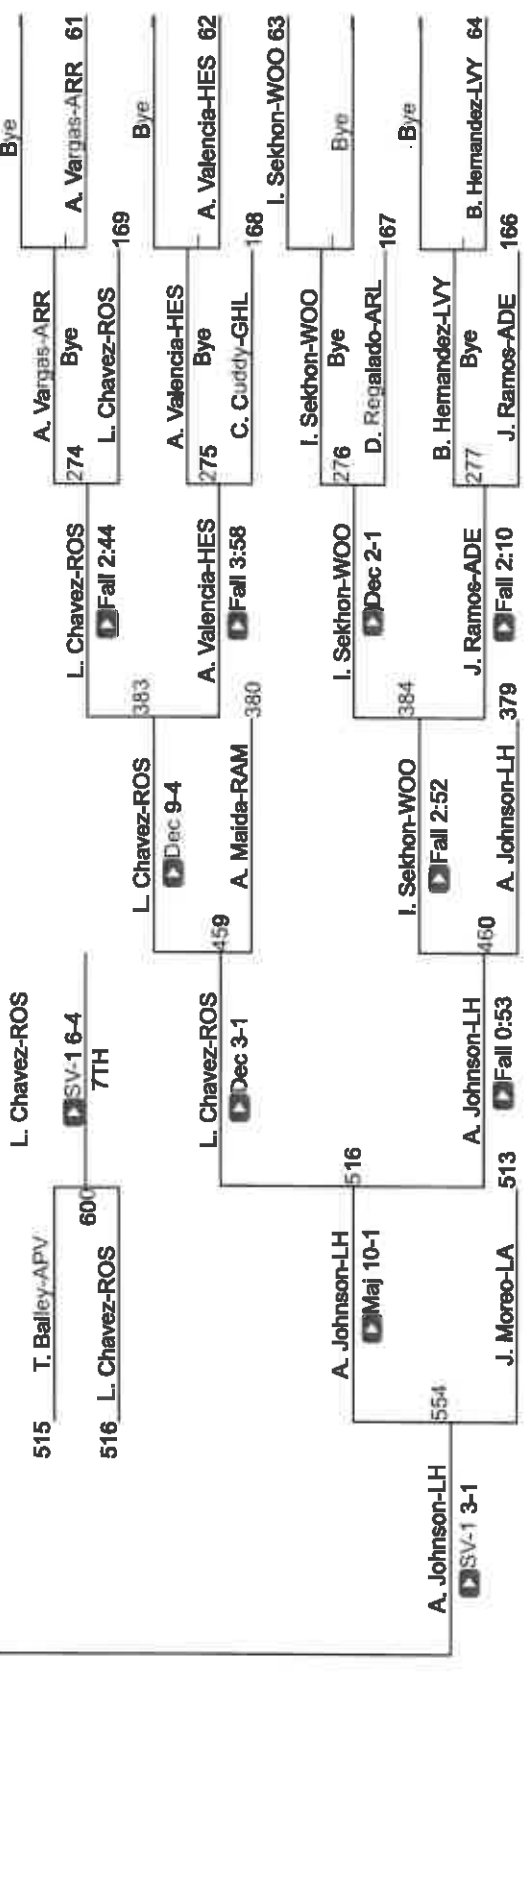 Bye
L. Chavez-ROS
515 T. Bailey-APV
A. Vargas-ARR
SV-1 6-4
L. Chavez-ROS
274 Bye
A. Vargas-ARR 61
600
7TH
516 L. Chavez-ROS
Fall 2:44
L. Chavez-ROS 169
L. Chavez-ROS
383
Bye
Dec 9-4
A. Valencia-HES
L. Chavez-ROS
459
A. Valencia-HES
275 Bye
A. Valencia-HES 62
Dec 3-1
A. Maida-RAM 380
Fall 3:58
C. Cuddy-GHL 168
I. Sekhon-WOO 63
A. Johnson-LH
516
I. Sekhon-WOO
I. Sekhon-WOO
276 Bye
Bye
Maj 10-1
Dec 2-1
D. Regalado-ARL 167
I. Sekhon-WOO
384
Bye
A. Johnson-LH
554
Fall 2:52
B. Hernandez-LVY
SV-1 3-1
A. Johnson-LH
460
J. Ramos-ADE
277 Bye
B. Hernandez-LVY 64
J. Moreo-LA 513
Fall 0:53
A. Johnson-LH 379
Fall 2:10
J. Ramos-ADE 166